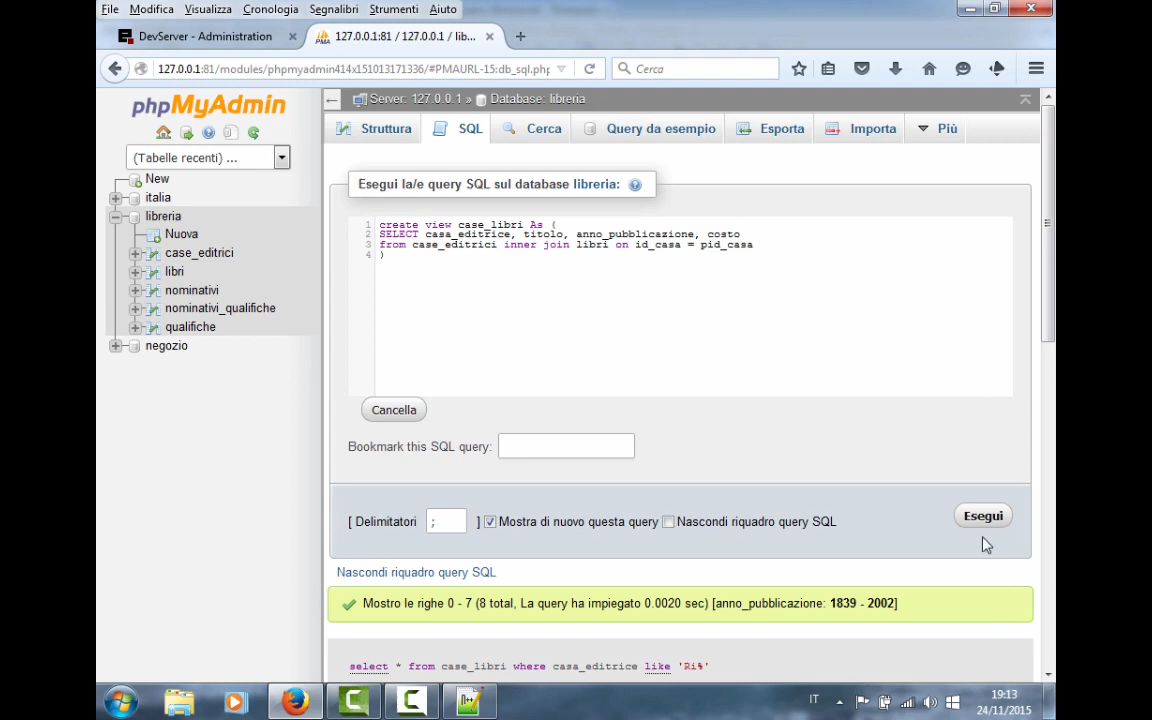 File Modifica Visualizza Cronologia Segnalibri Strumenti Aiuto
DevServer - Administration × 127.0.0.1:81 / 127.0.0.1 / lib... ×
127.0.0.1:81/modules/phpmyadmin414x151013171336/#PMAURL-15:db_sql.php Cerca
phpMyAdmin
(Tabelle recenti) ...
New
italia
libreria
Nuova
case_editrici
libri
nominativi
nominativi_qualifiche
qualifiche
negozio
Server: 127.0.0.1 » Database: libreria
Struttura SQL Cerca Query da esempio Esporta Importa Più
Esegui la/e query SQL sul database libreria:
1 create view case_libri As (
2 SELECT casa_editrice, titolo, anno_pubblicazione, costo
3 from case_editrici inner join libri on id_casa = pid_casa
4 )
Cancella
Bookmark this SQL query:
[ Delimitatori ; ] Mostra di nuovo questa query Nascondi riquadro query SQL Esegui
Nascondi riquadro query SQL
Mostro le righe 0 - 7 (8 total, La query ha impiegato 0.0020 sec) [anno_pubblicazione: 1839 - 2002]
select * from case_libri where casa_editrice like 'Ri%'
IT 19:13
24/11/2015